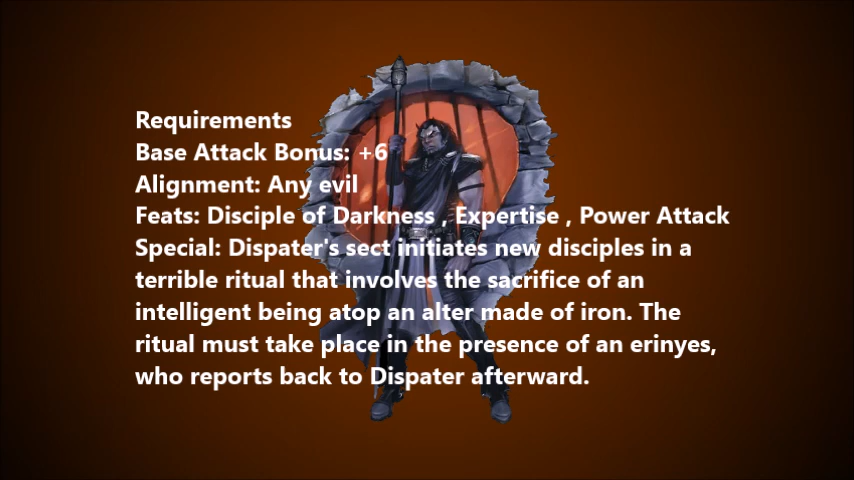 Requirements
Base Attack Bonus: +6
Alignment: Any evil
Feats: Disciple of Darkness , Expertise , Power Attack
Special: Dispater's sect initiates new disciples in a
terrible ritual that involves the sacrifice of an
intelligent being atop an alter made of iron. The
ritual must take place in the presence of an erinyes,
who reports back to Dispater afterward.